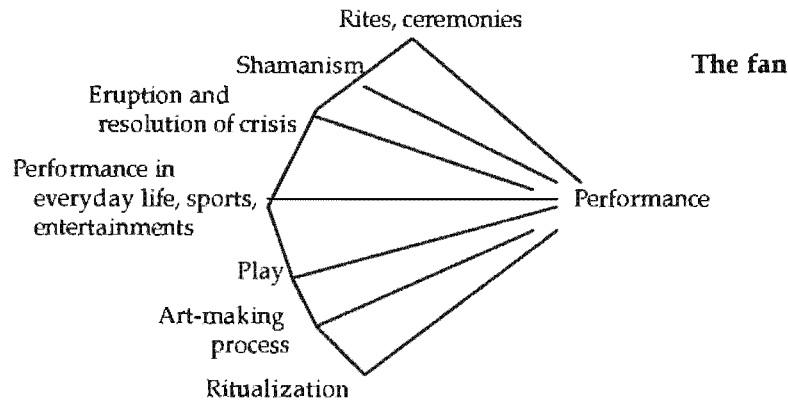 Rites, ceremonies
Shamanism
The fan
Eruption and
resolution of crisis
Performance in
everyday life, sports,
entertainments
Performance
Play
Art-making
process
Ritualization